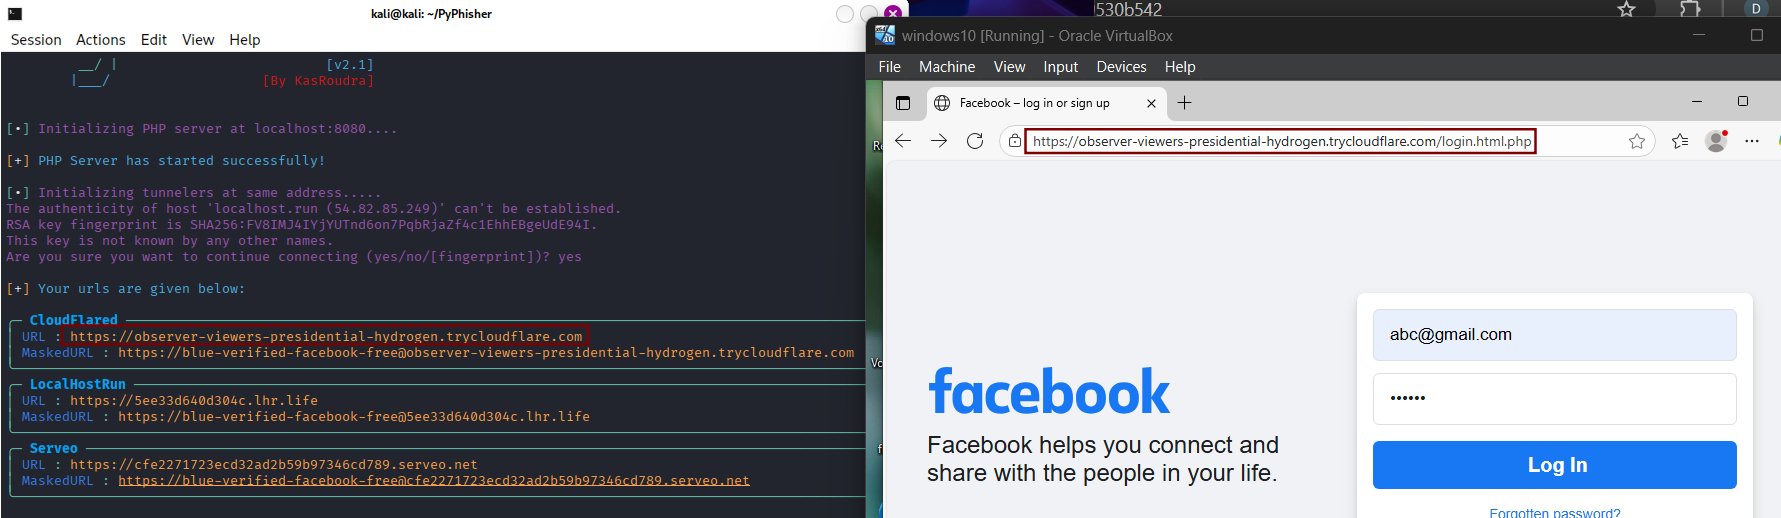 kali@kali: ~/PyPhisher
Session Actions Edit View Help
__/ | [v2.1]
|___/ [By KasRoudra]
[•] Initializing PHP server at localhost:8080....
[+] PHP Server has started successfully!
[•] Initializing tunnelers at same address.....
The authenticity of host 'localhost.run (54.82.85.249)' can't be established.
RSA key fingerprint is SHA256:FV8IMJ4IYjYUTnd6on7PqbRjaZf4c1EhhEBgeUdE94I.
This key is not known by any other names.
Are you sure you want to continue connecting (yes/no/[fingerprint])? yes
[+] Your urls are given below:
CloudFlared
URL : https://observer-viewers-presidential-hydrogen.trycloudflare.com
MaskedURL : https://blue-verified-facebook-free@observer-viewers-presidential-hydrogen.trycloudflare.com
LocalHostRun
URL : https://5ee33d640d304c.lhr.life
MaskedURL : https://blue-verified-facebook-free@5ee33d640d304c.lhr.life
Serveo
URL : https://cfe2271723ecd32ad2b59b97346cd789.serveo.net
MaskedURL : https://blue-verified-facebook-free@cfe2271723ecd32ad2b59b97346cd789.serveo.net
530b542
D
windows10 [Running] - Oracle VirtualBox
File Machine View Input Devices Help
Facebook – log in or sign up
https://observer-viewers-presidential-hydrogen.trycloudflare.com/login.html.php
abc@gmail.com
••••••
facebook
Facebook helps you connect and
share with the people in your life.
Log In
Forgotten password?